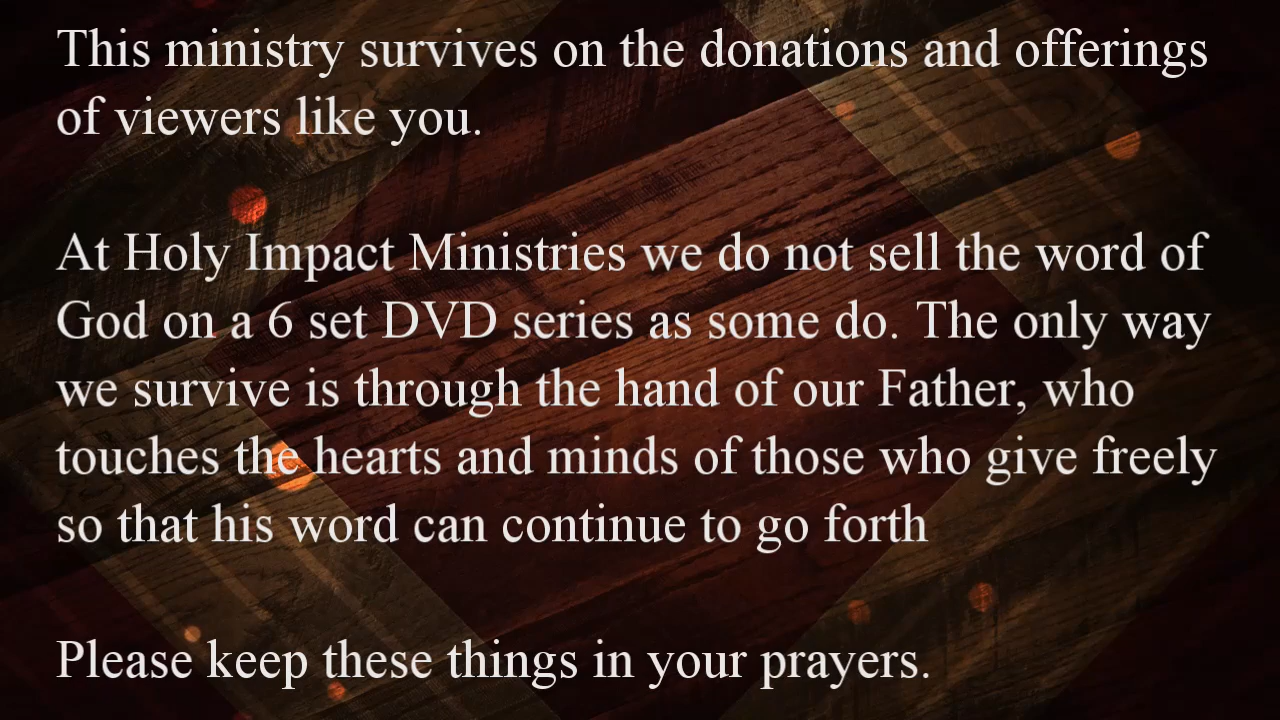 This ministry survives on the donations and offerings
of viewers like you.
At Holy Impact Ministries we do not sell the word of
God on a 6 set DVD series as some do. The only way
we survive is through the hand of our Father, who
touches the hearts and minds of those who give freely
so that his word can continue to go forth
Please keep these things in your prayers.